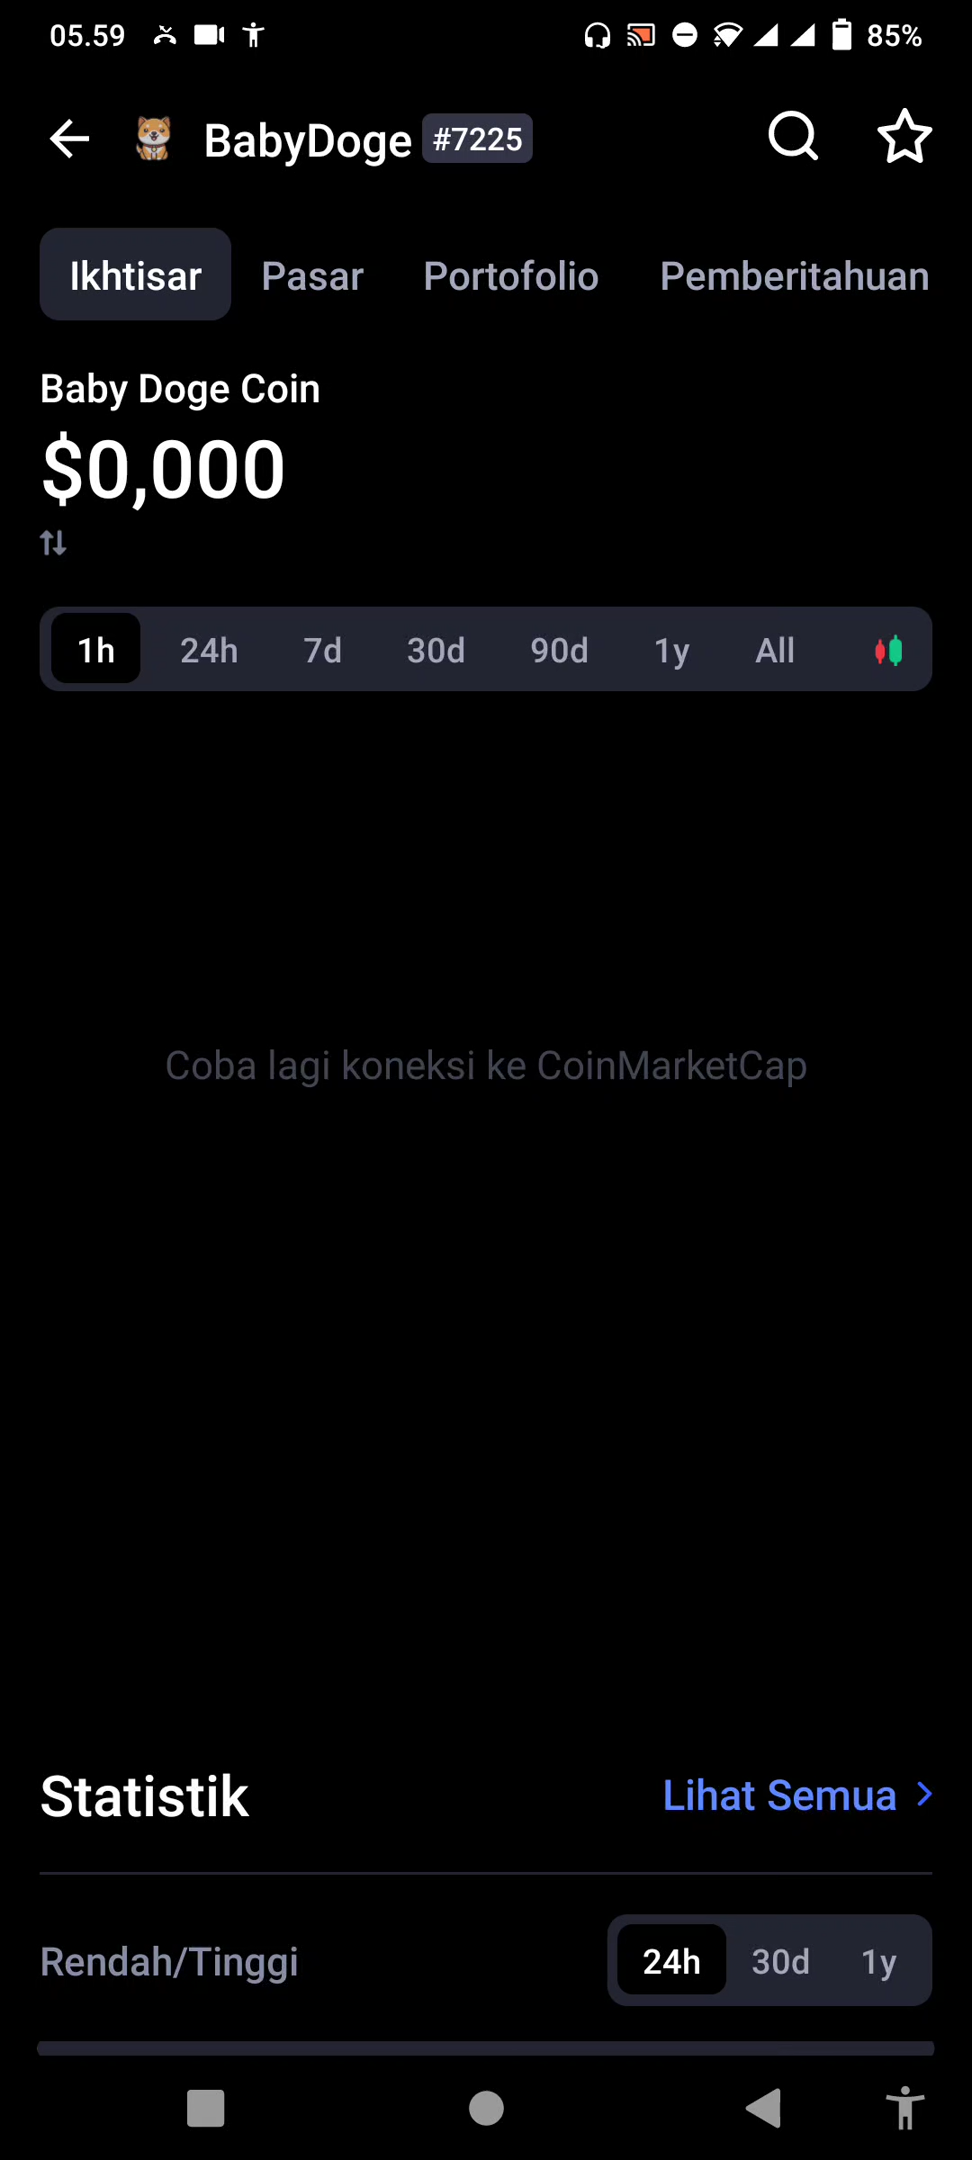 05.59
85%
BabyDoge #7225
Ikhtisar Pasar Portofolio Pemberitahuan
Baby Doge Coin
$0,000
1h 24h 7d 30d 90d 1y All
Coba lagi koneksi ke CoinMarketCap
Statistik Lihat Semua
Rendah/Tinggi 24h 30d 1y